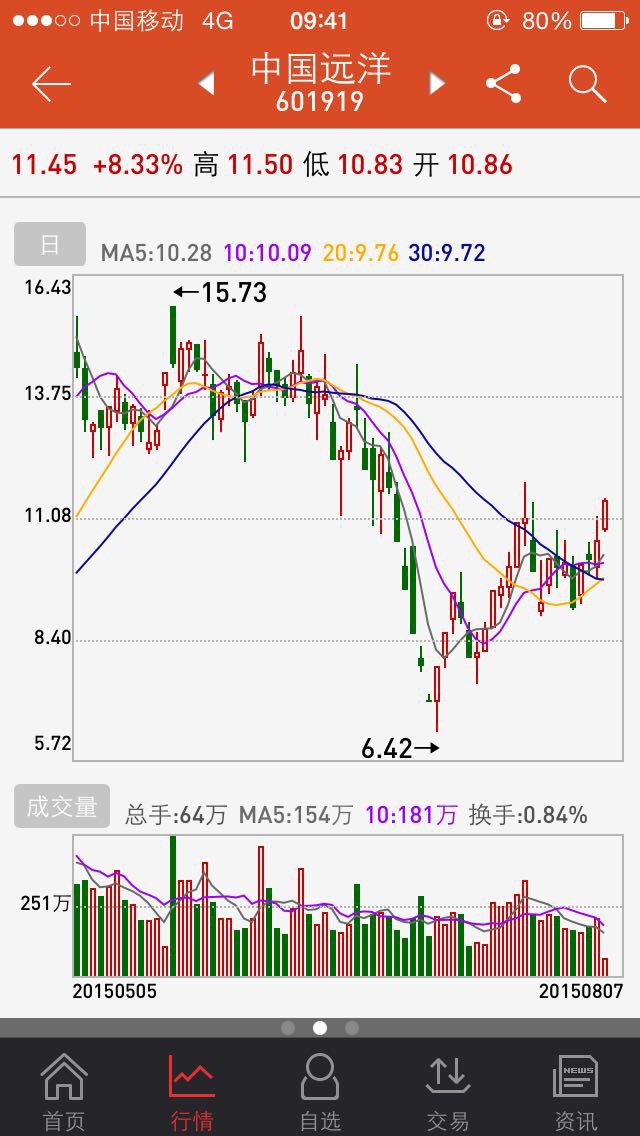 中国移动 4G 09:41 80%
中国远洋
601919
11.45 +8.33% 高 11.50 低 10.83 开 10.86
日 MA5:10.28 10:10.09 20:9.76 30:9.72
16.43
←15.73
13.75
11.08
8.40
5.72
6.42→
成交量 总手:64万 MA5:154万 10:181万 换手:0.84%
251万
20150505 20150807
NEWS
首页 行情 自选 交易 资讯